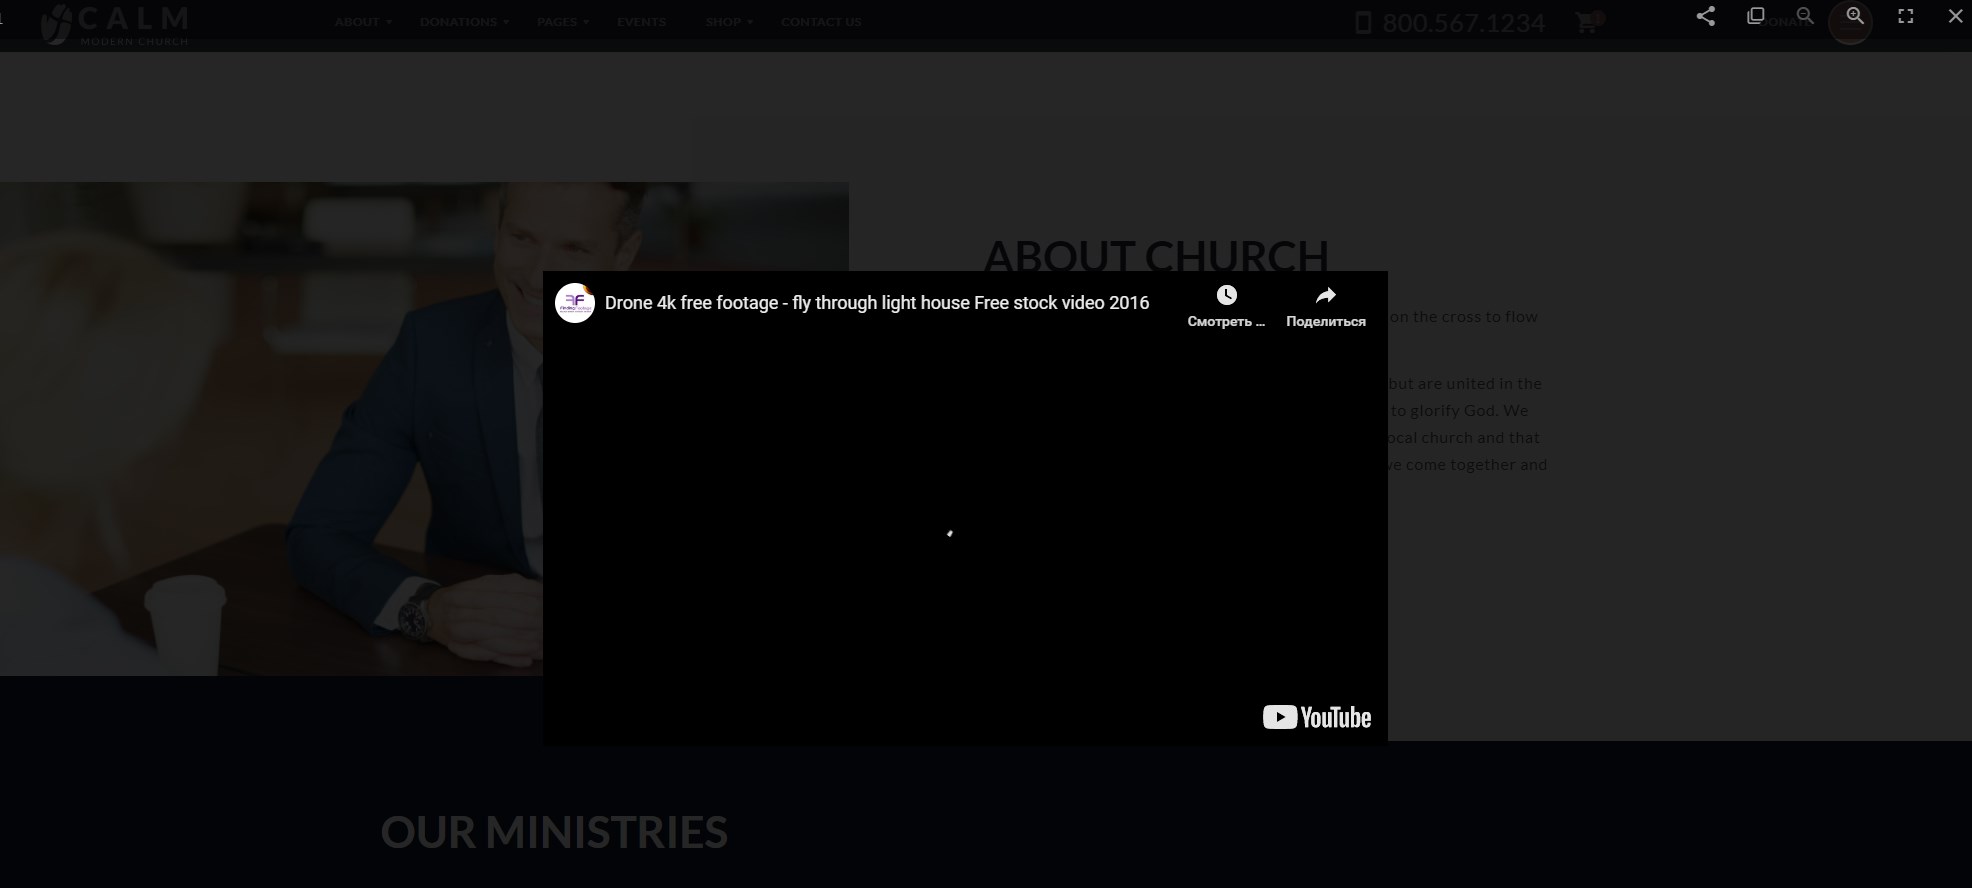 CALM
MODERN CHURCH
ABOUT
DONATIONS
PAGES
EVENTS
SHOP
CONTACT US
800.567.1234
DONATE
ABOUT CHURCH
Drone 4k free footage - fly through light house Free stock video 2016
Смотреть ...
Поделиться
on the cross to flow
but are united in the
to glorify God. We
ocal church and that
we come together and
YouTube
OUR MINISTRIES